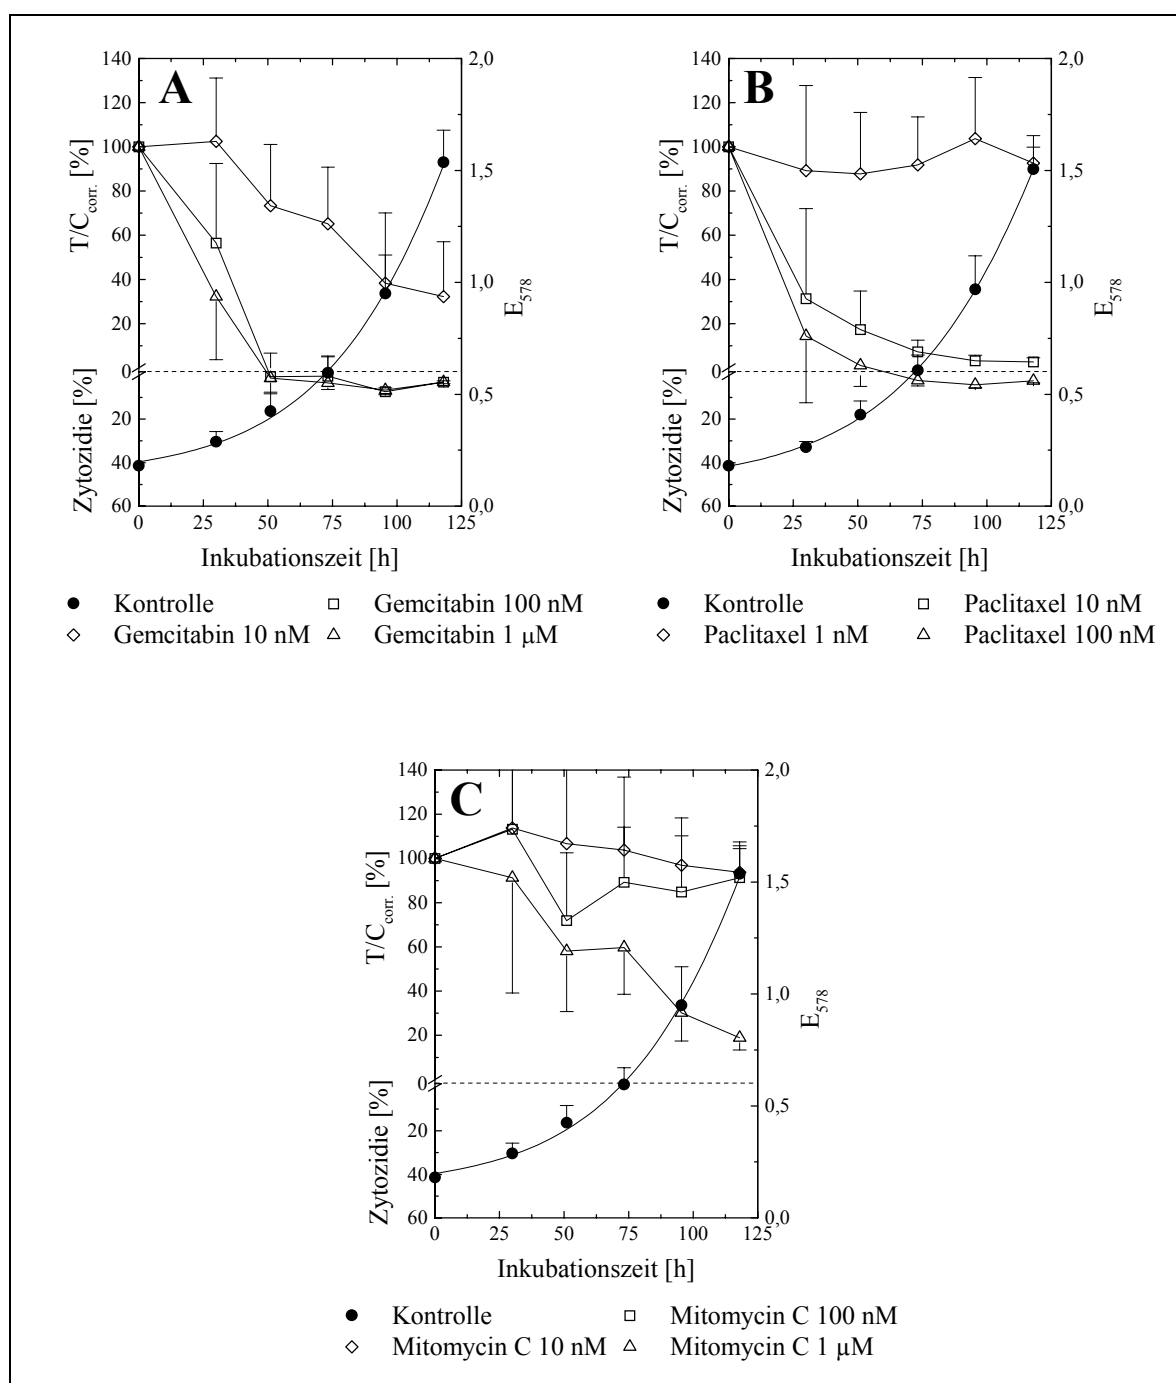 A
140
120
100
80
60
40
20
0
20
40
60
T/Ccorr. [%]
Zytozidie [%]
2,0
1,5
1,0
0,5
0,0
E578
0 25 50 75 100 125
Inkubationszeit [h]
Kontrolle Gemcitabin 100 nM
Gemcitabin 10 nM Gemcitabin 1 μM
B
140
120
100
80
60
40
20
0
20
40
60
T/Ccorr. [%]
Zytozidie [%]
2,0
1,5
1,0
0,5
0,0
E578
0 25 50 75 100 125
Inkubationszeit [h]
Kontrolle Paclitaxel 10 nM
Paclitaxel 1 nM Paclitaxel 100 nM
C
140
120
100
80
60
40
20
0
20
40
60
T/Ccorr. [%]
Zytozidie [%]
2,0
1,5
1,0
0,5
0,0
E578
0 25 50 75 100 125
Inkubationszeit [h]
Kontrolle Mitomycin C 100 nM
Mitomycin C 10 nM Mitomycin C 1 µM